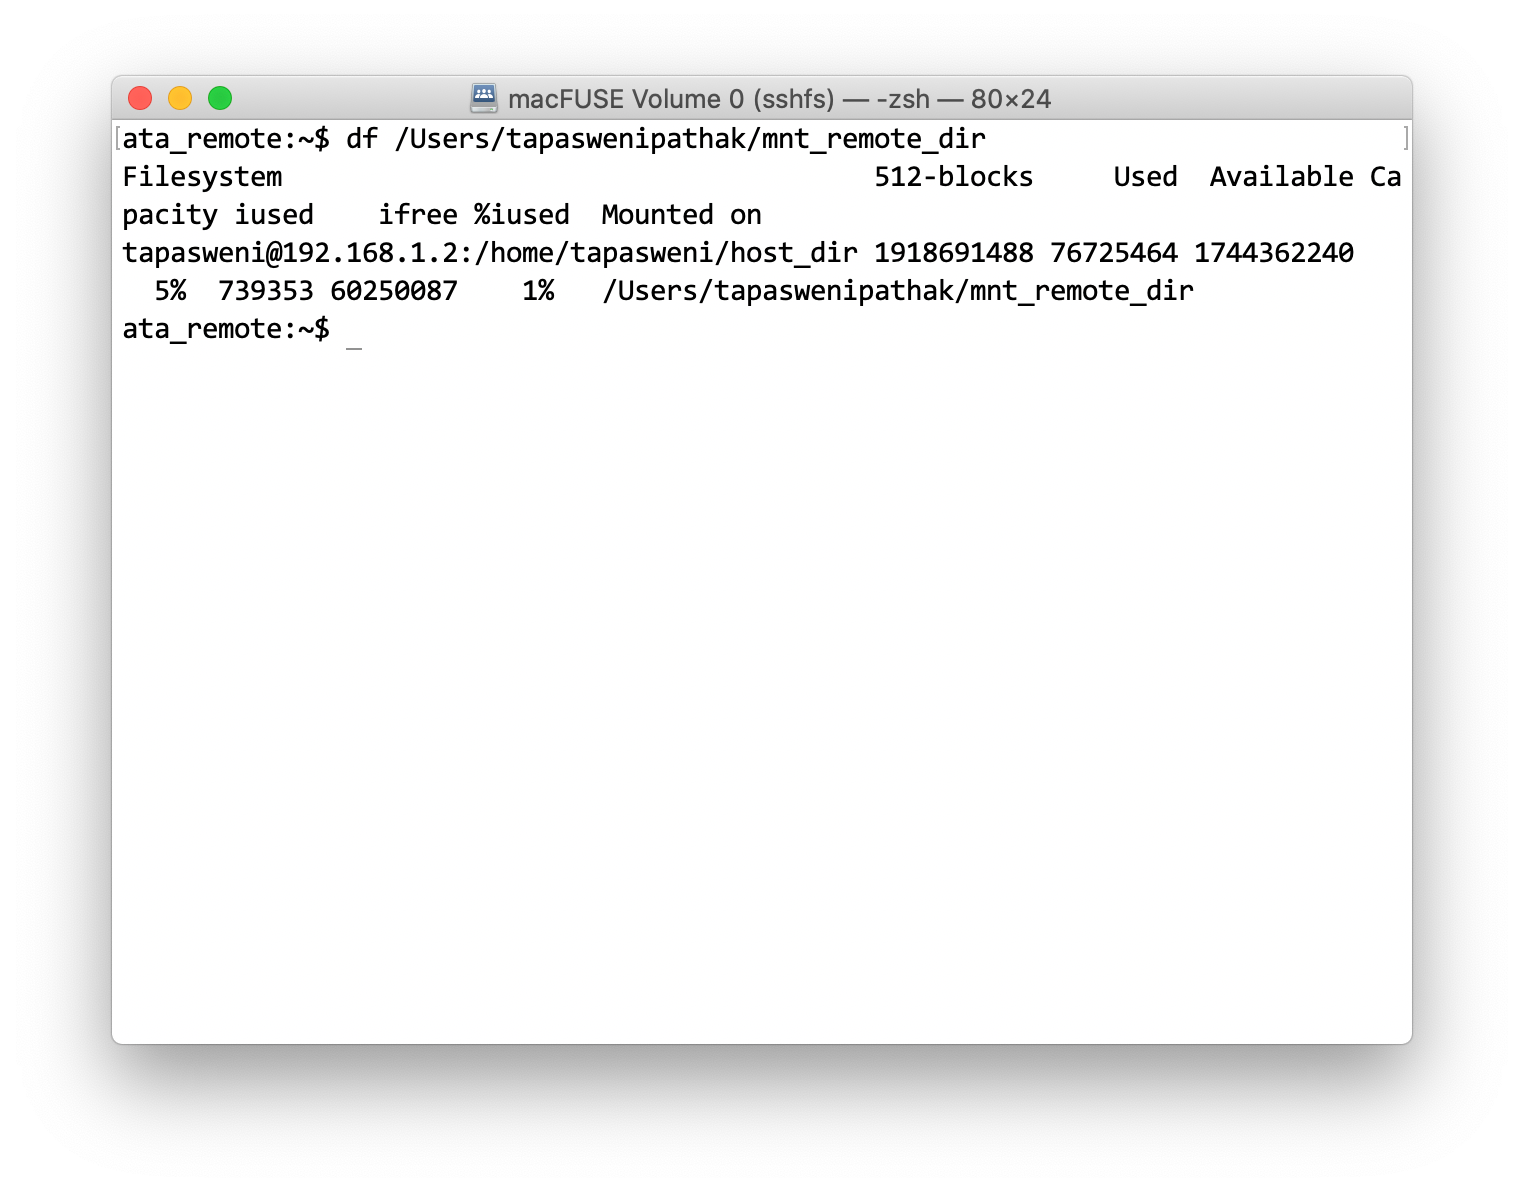 macFUSE Volume 0 (sshfs) — -zsh — 80×24
[ata_remote:~$ df /Users/tapaswenipathak/mnt_remote_dir ]
Filesystem                                     512-blocks     Used  Available Ca
pacity iused    ifree %iused  Mounted on
tapasweni@192.168.1.2:/home/tapasweni/host_dir 1918691488 76725464 1744362240
  5%  739353 60250087    1%   /Users/tapaswenipathak/mnt_remote_dir
ata_remote:~$ _